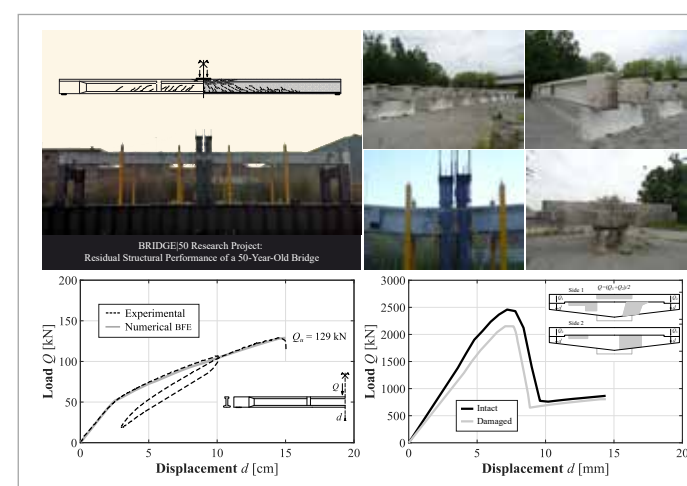 BRIDGE|50 Research Project:
Residual Structural Performance of a 50-Year-Old Bridge
200
150
100
50
0
Load Q [kN]
Experimental
Numerical BFE
Qu = 129 kN
Q
d
0
5
10
15
20
Displacement d [cm]
3000
2500
2000
1500
1000
500
0
Load Q [kN]
Side 1
Side 2
Intact
Damaged
0
5
10
15
20
Displacement d [mm]